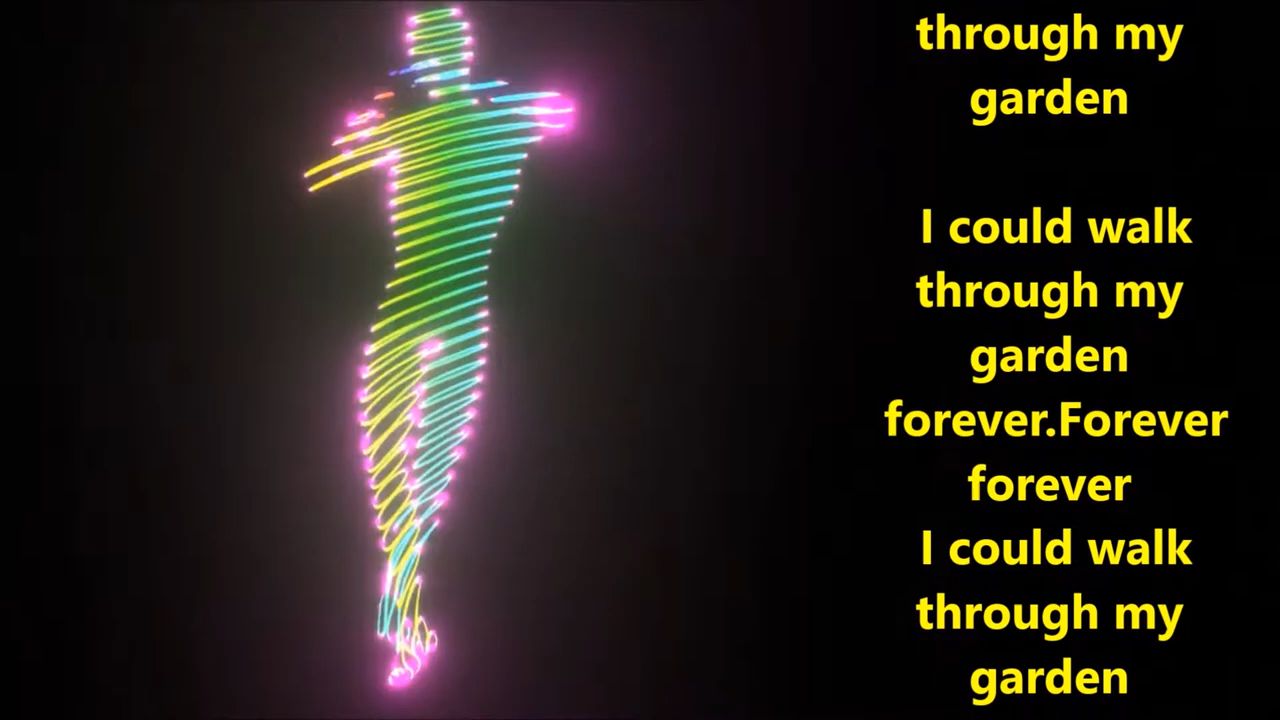 through my
garden
I could walk
through my
garden
forever.Forever
forever
I could walk
through my
garden